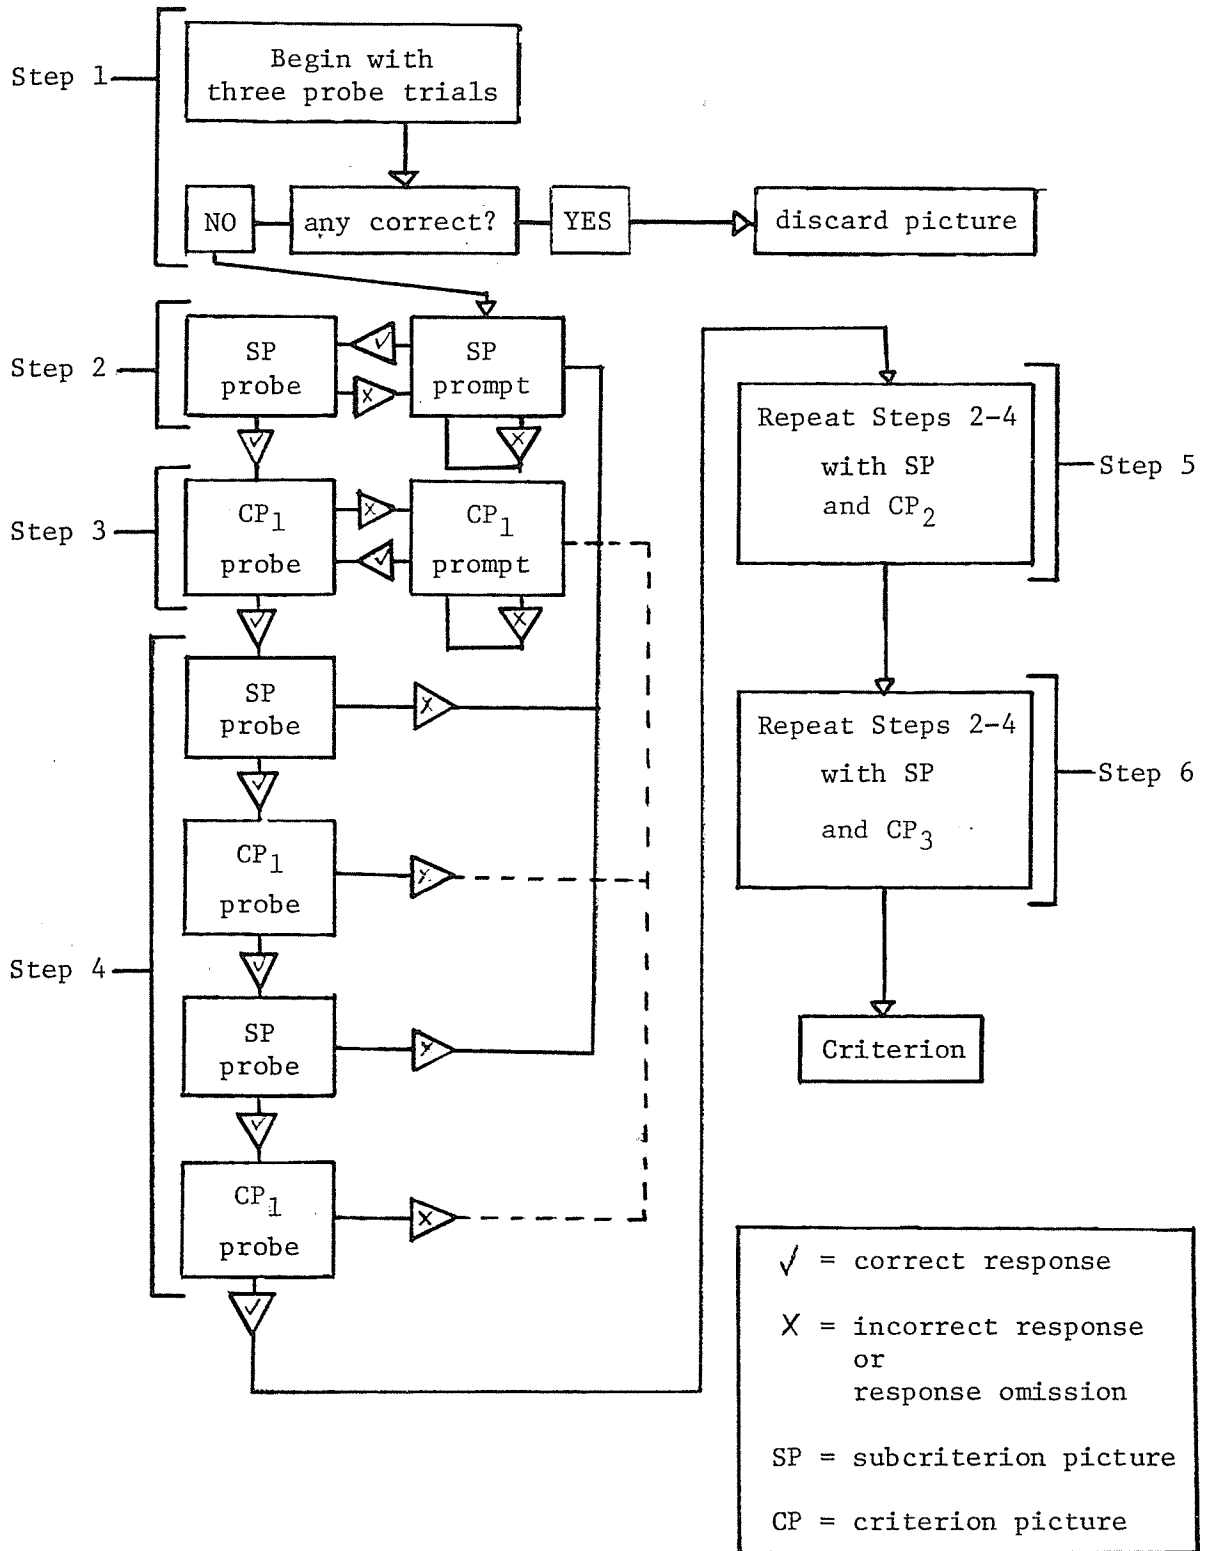 Step 1
Begin with
three probe trials
NO
any correct?
YES
discard picture
Step 2
SP
probe
✓
X
SP
prompt
X
✓
Step 3
CP1
probe
X
✓
CP1
prompt
X
✓
Step 4
SP
probe
X
✓
CP1
probe
X
✓
SP
probe
X
✓
CP1
probe
X
✓
Repeat Steps 2-4
with SP
and CP2
Step 5
Repeat Steps 2-4
with SP
and CP3
Step 6
Criterion
✓ = correct response
X = incorrect response
or
response omission
SP = subcriterion picture
CP = criterion picture